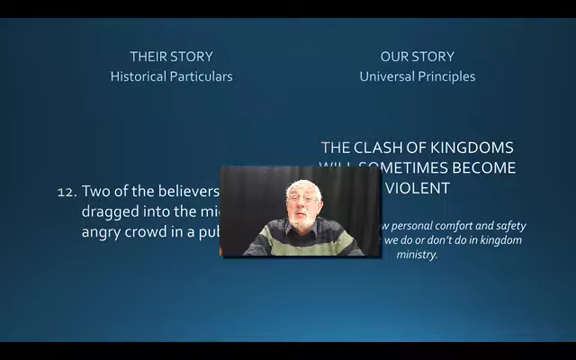 THEIR STORY
Historical Particulars
OUR STORY
Universal Principles
12. Two of the believers
dragged into the
angry crowd in a
THE CLASH OF KINGDOMS
WILL SOMETIMES BECOME
VIOLENT
personal comfort and safety
we do or don't do in kingdom
ministry.